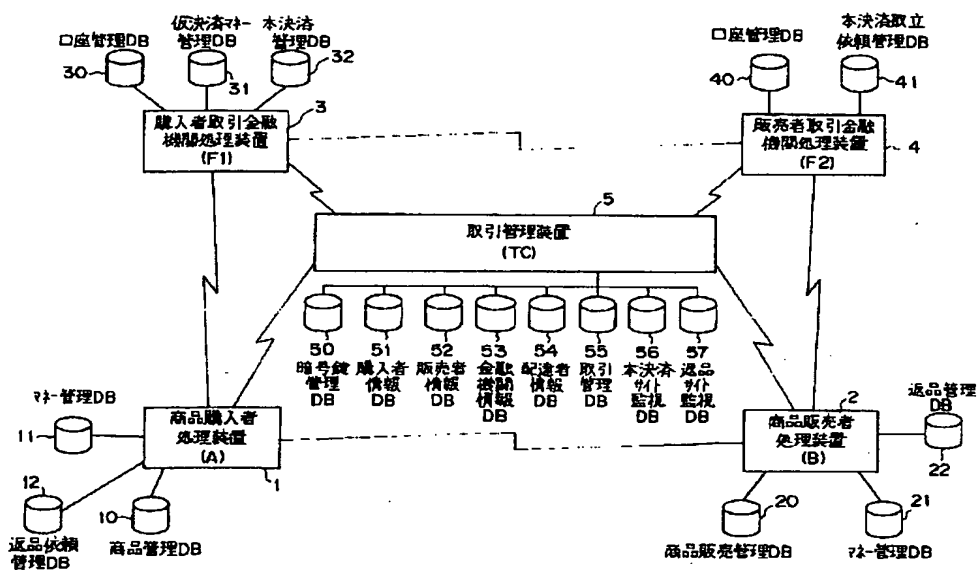 口座管理DB
30
仮決済マネー
管理DB
31
本決済
管理DB
32
口座管理DB
40
本決済取立
依頼管理DB
41
3
購入者取引金融
機関処理装置
(F1)
販売者取引金融
機関処理装置
(F2)
4
5
取引管理装置
(TC)
50
暗号鍵
管理
DB
51
購入者
情報
DB
52
販売者
情報
DB
53
金融
機関
情報DB
54
配達者
情報
DB
55
取引
管理
DB
56
本決済
サイト
監視
DB
57
返品
サイト
監視
DB
マネー管理DB
11
商品購入者
処理装置
(A)
1
12
返品依頼
管理DB
10
商品管理DB
2
商品販売者
処理装置
(B)
返品管理
DB
22
20
商品販売管理DB
21
マネー管理DB